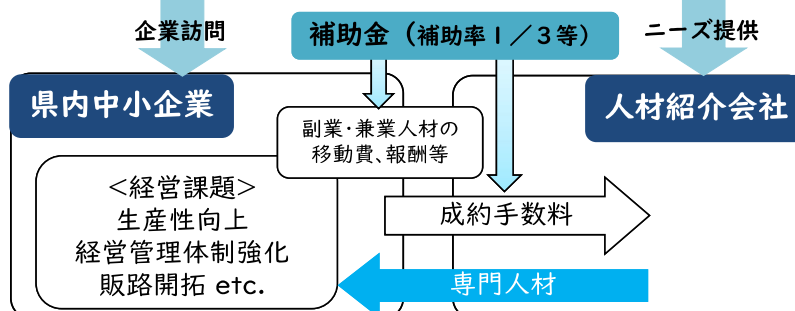 企業訪問
補助金（補助率１／３等）
ニーズ提供
県内中小企業
人材紹介会社
副業・兼業人材の
移動費、報酬等
<経営課題>
生産性向上
経営管理体制強化
販路開拓 etc.
成約手数料
専門人材